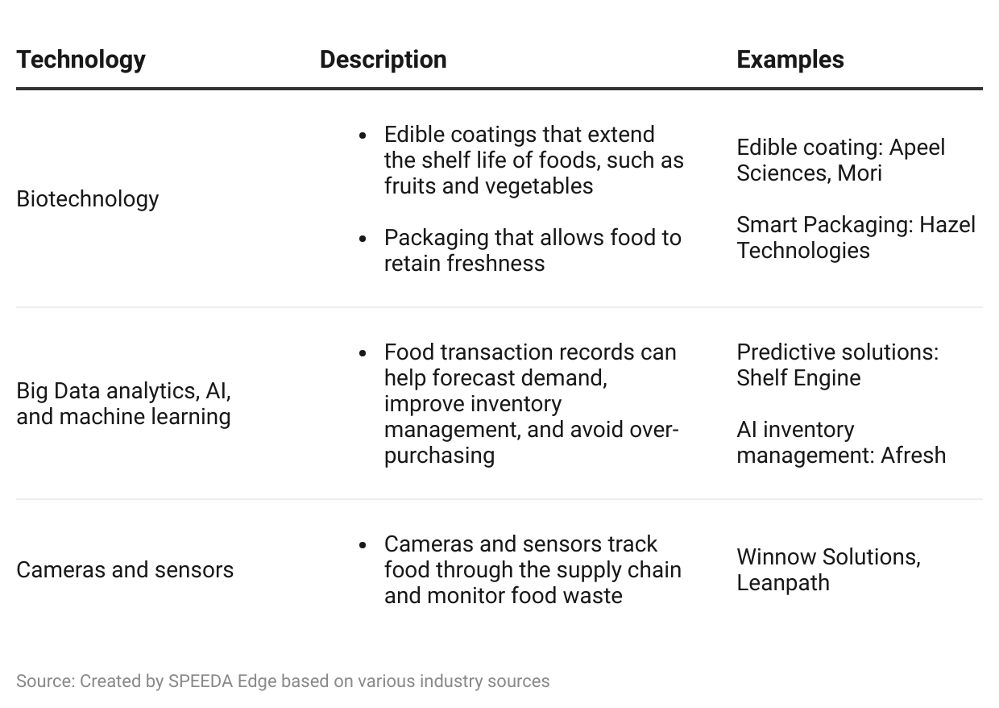 Technology
Description
Examples
Biotechnology
• Edible coatings that extend
the shelf life of foods, such as
fruits and vegetables
• Packaging that allows food to
retain freshness
Edible coating: Apeel
Sciences, Mori
Smart Packaging: Hazel
Technologies
Big Data analytics, AI,
and machine learning
• Food transaction records can
help forecast demand,
improve inventory
management, and avoid over-
purchasing
Predictive solutions:
Shelf Engine
AI inventory
management: Afresh
Cameras and sensors
• Cameras and sensors track
food through the supply chain
and monitor food waste
Winnow Solutions,
Leanpath
Source: Created by SPEEDA Edge based on various industry sources